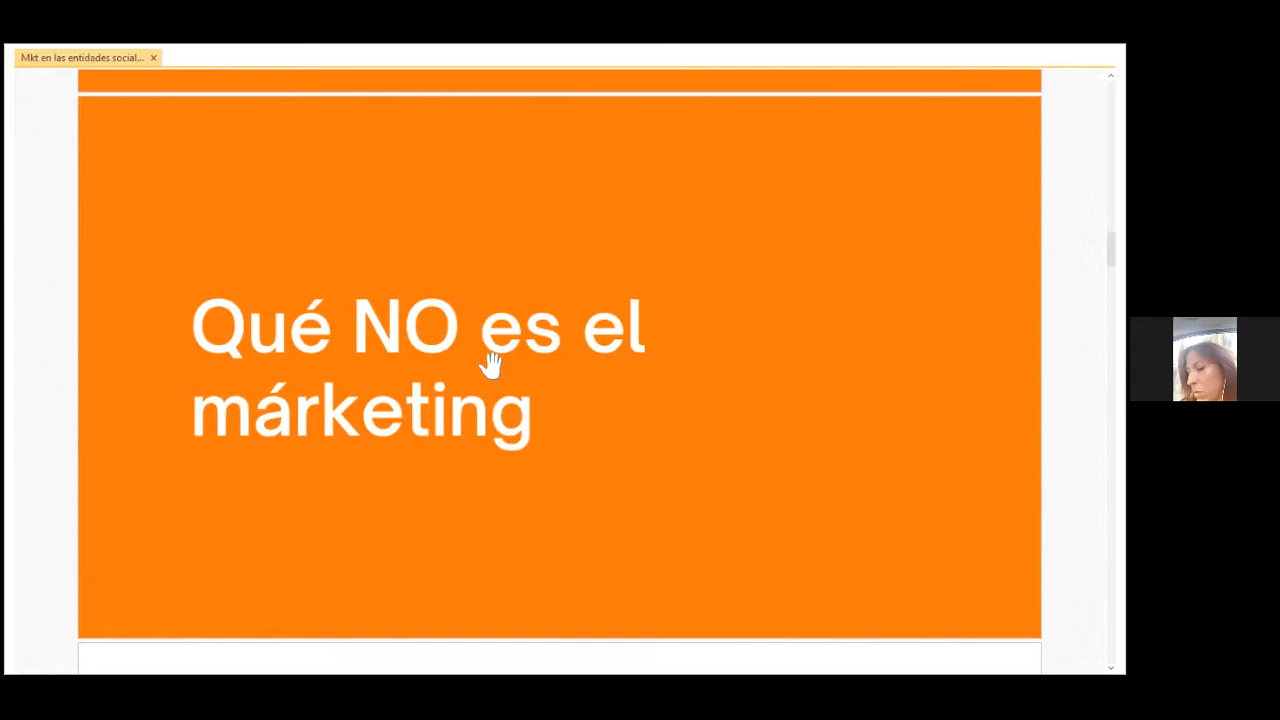 Mkt en las entidades social...
Qué NO es el
márketing